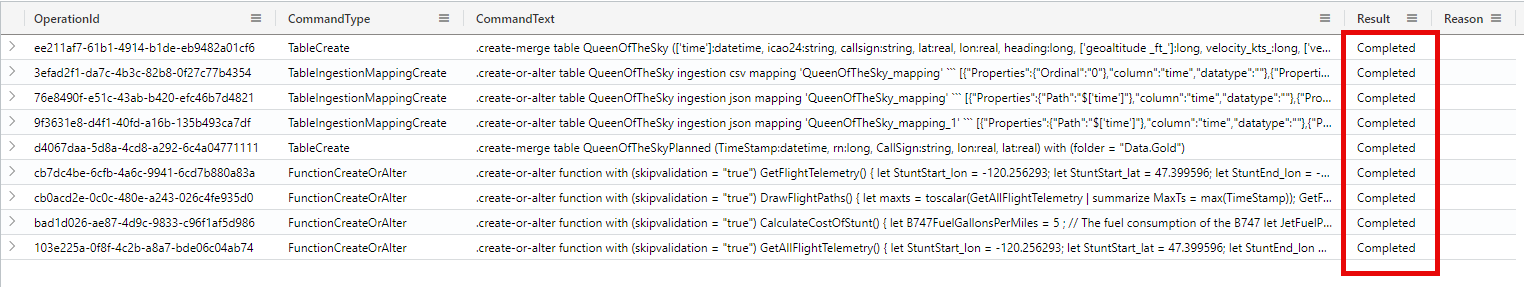 OperationId CommandType CommandText Result Reason
ee211af7-61b1-4914-b1de-eb9482a01cf6 TableCreate .create-merge table QueenOfTheSky (['time']:datetime, icao24:string, callsign:string, lat:real, lon:real, heading:long, ['geoaltitude _ft_']:long, velocity_kts_:long, ['ve... Completed
3efad2f1-da7c-4b3c-82b8-0f27c77b4354 TableIngestionMappingCreate .create-or-alter table QueenOfTheSky ingestion csv mapping 'QueenOfTheSky_mapping' ``` [{"Properties":{"Ordinal":"0"},"column":"time","datatype":""},{"Properti... Completed
76e8490f-e51c-43ab-b420-efc46b7d4821 TableIngestionMappingCreate .create-or-alter table QueenOfTheSky ingestion json mapping 'QueenOfTheSky_mapping' ``` [{"Properties":{"Path":"$['time']"},"column":"time","datatype":""},{"Pro... Completed
9f3631e8-d4f1-40fd-a16b-135b493ca7df TableIngestionMappingCreate .create-or-alter table QueenOfTheSky ingestion json mapping 'QueenOfTheSky_mapping_1' ``` [{"Properties":{"Path":"$['time']"},"column":"time","datatype":""},{"P... Completed
d4067daa-5d8a-4cd8-a292-6c4a04771111 TableCreate .create-merge table QueenOfTheSkyPlanned (TimeStamp:datetime, rn:long, CallSign:string, lon:real, lat:real) with (folder = "Data.Gold") Completed
cb7dc4be-6cfb-4a6c-9941-6cd7b880a83a FunctionCreateOrAlter .create-or-alter function with (skipvalidation = "true") GetFlightTelemetry() { let StuntStart_lon = -120.256293; let StuntStart_lat = 47.399596; let StuntEnd_lon = -... Completed
cb0acd2e-0c0c-480e-a243-026c4fe935d0 FunctionCreateOrAlter .create-or-alter function with (skipvalidation = "true") DrawFlightPaths() { let maxts = toscalar(GetAllFlightTelemetry | summarize MaxTs = max(TimeStamp)); GetF... Completed
bad1d026-ae87-4d9c-9833-c96f1af5d986 FunctionCreateOrAlter .create-or-alter function with (skipvalidation = "true") CalculateCostOfStunt() { let B747FuelGallonsPerMiles = 5 ; // The fuel consumption of the B747 let JetFuelP... Completed
103e225a-0f8f-4c2b-a8a7-bde06c04ab74 FunctionCreateOrAlter .create-or-alter function with (skipvalidation = "true") GetAllFlightTelemetry() { let StuntStart_lon = -120.256293; let StuntStart_lat = 47.399596; let StuntEnd_lon ... Completed